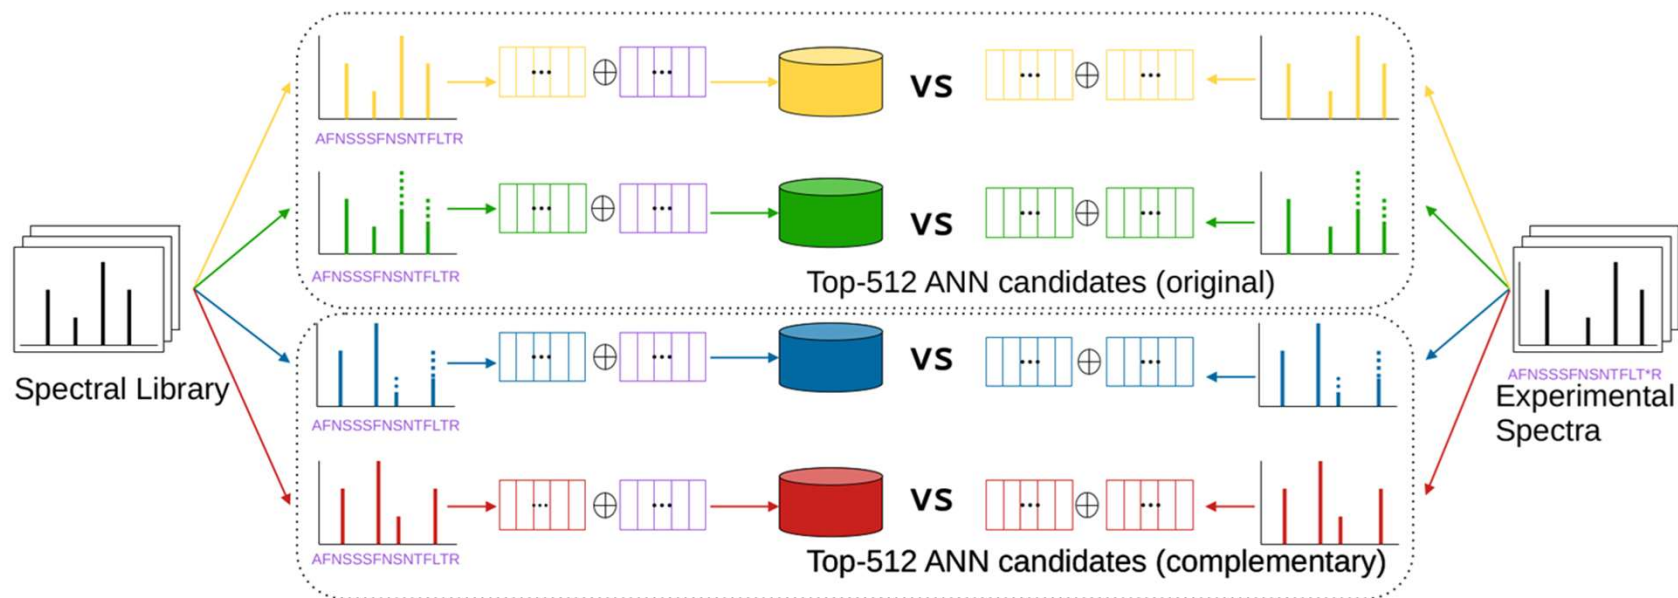 AFNSSSFNSNTFLTR
VS
AFNSSSFNSNTFLTR
VS
Top-512 ANN candidates (original)
Spectral Library
AFNSSSFNSNTFLTR
VS
AFNSSSFNSNTFLT*R
Experimental
Spectra
AFNSSSFNSNTFLTR
VS
Top-512 ANN candidates (complementary)